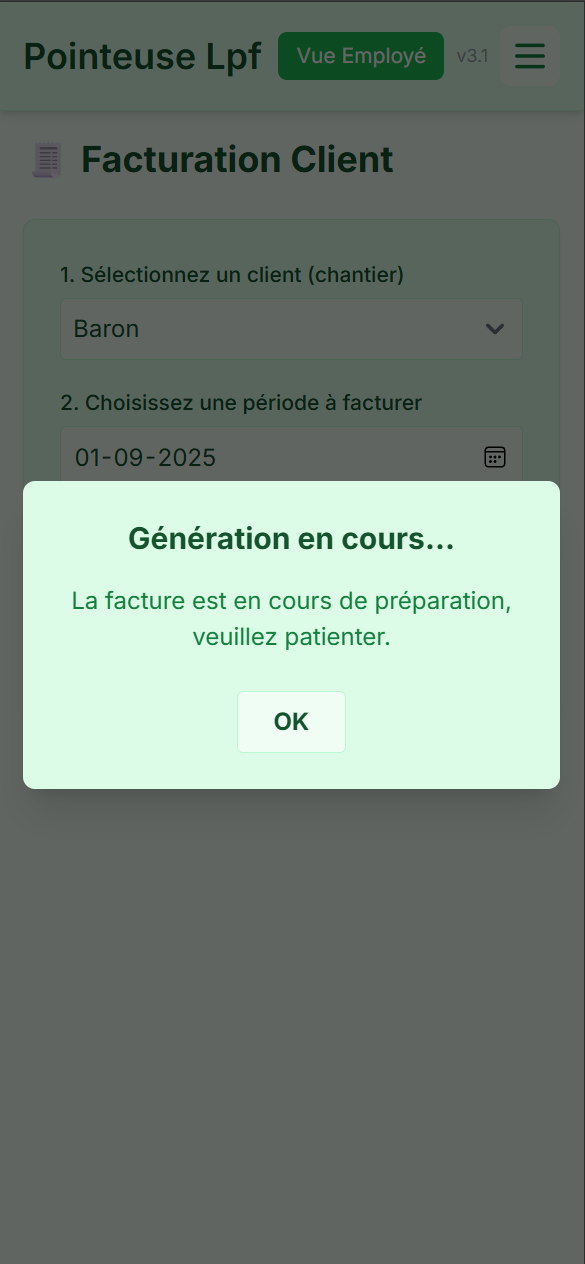 Pointeuse Lpf
Vue Employé
v3.1
Facturation Client
1. Sélectionnez un client (chantier)
Baron
2. Choisissez une période à facturer
01-09-2025
Génération en cours...
La facture est en cours de préparation,
veuillez patienter.
OK